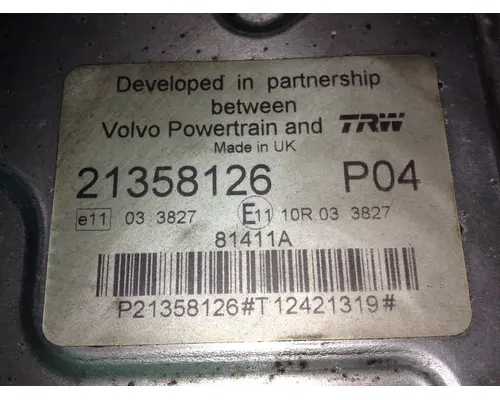 Developed in partnership
between
Volvo Powertrain and TRW
Made in UK
21358126 P04
e11 03 3827 E11 10R 03 3827
81411A
P21358126#T12421319#